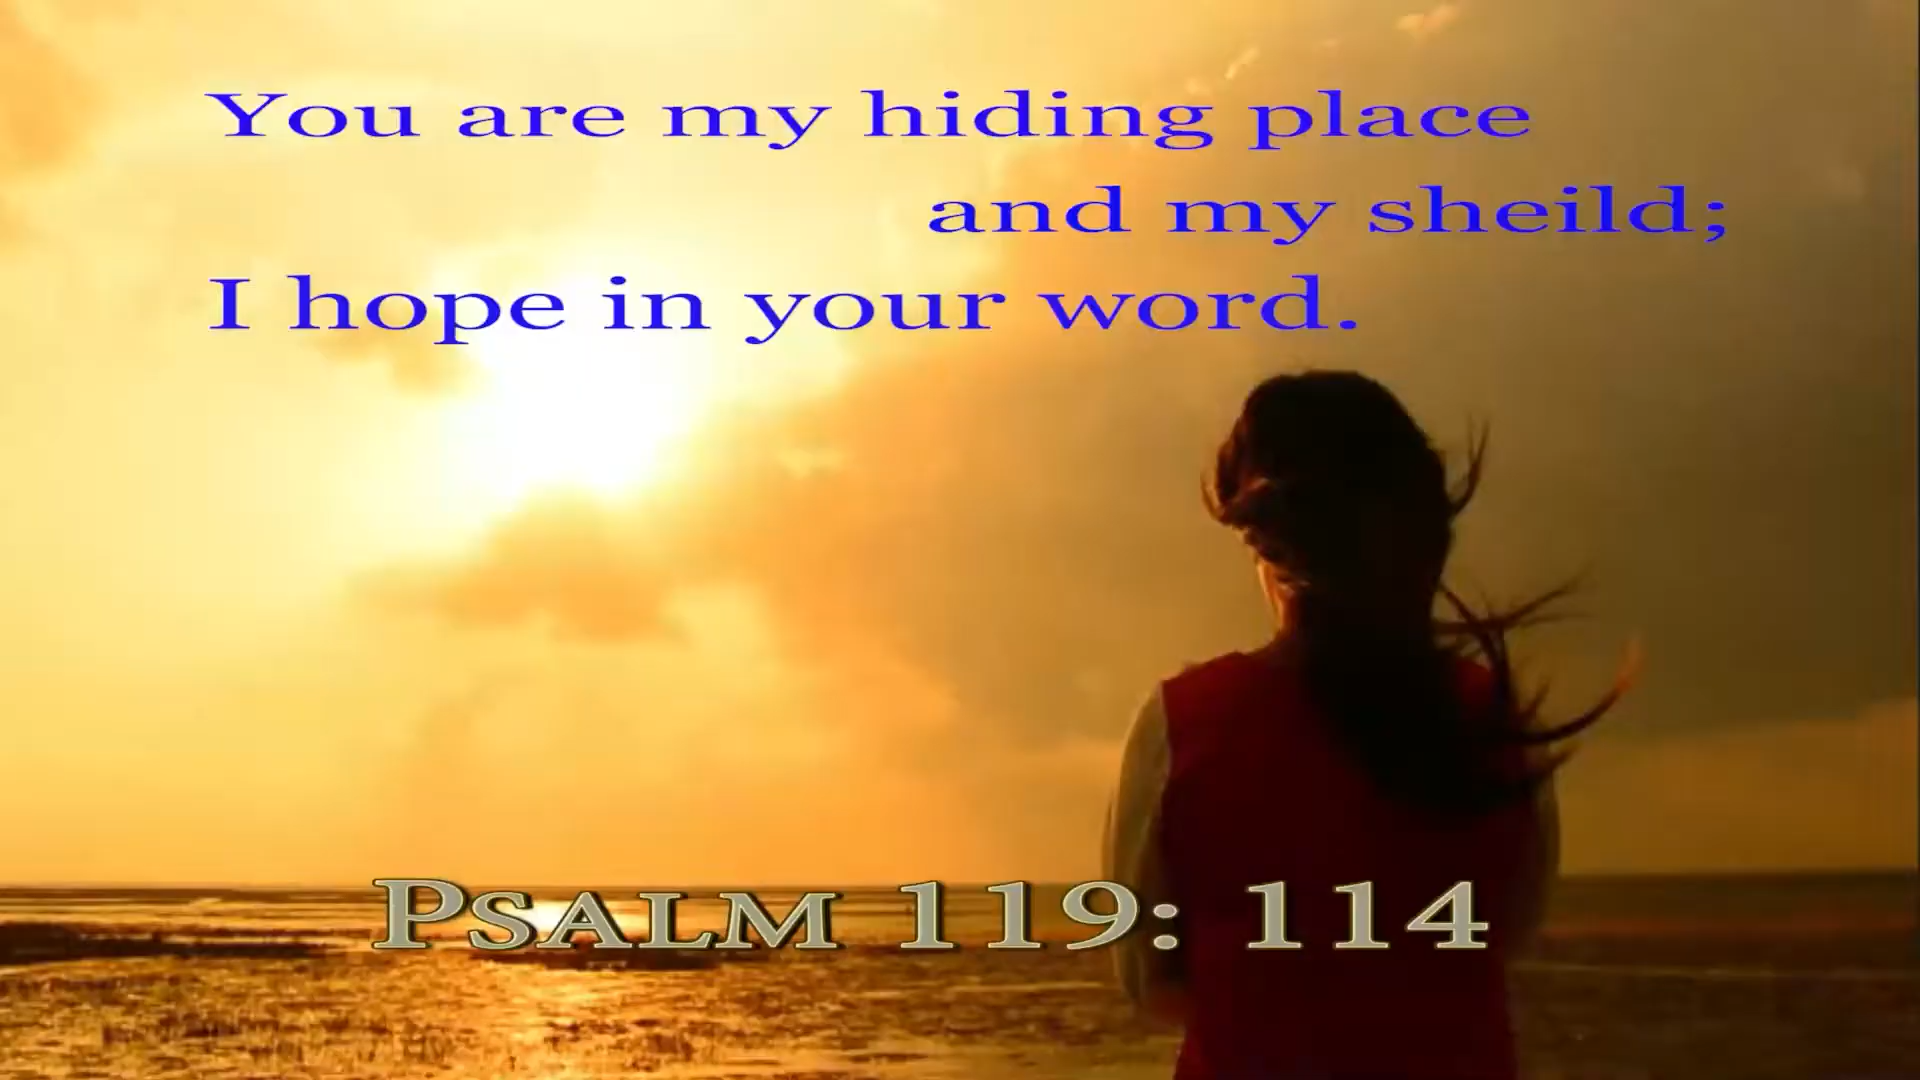 You are my hiding place
and my sheild;
I hope in your word.
Psalm 119: 114